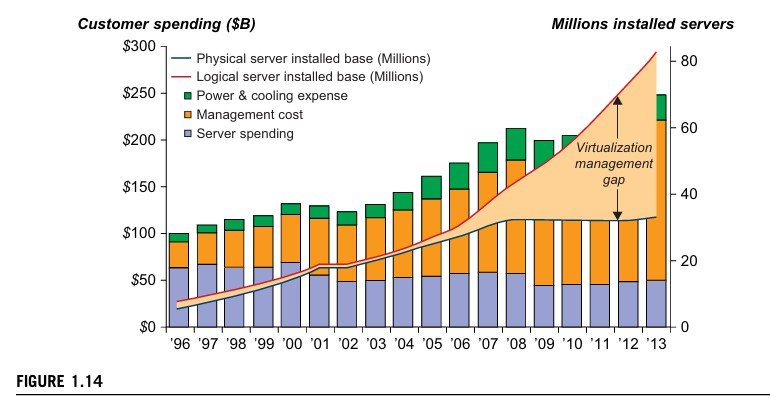 Customer spending ($B)
Millions installed servers
$300
$250
$200
$150
$100
$50
$0
Physical server installed base (Millions)
Logical server installed base (Millions)
Power & cooling expense
Management cost
Server spending
Virtualization
management
gap
80
60
40
20
0
'96 '97 '98 '99 '00 '01 '02 '03 '04 '05 '06 '07 '08 '09 '10 '11 '12 '13
FIGURE 1.14